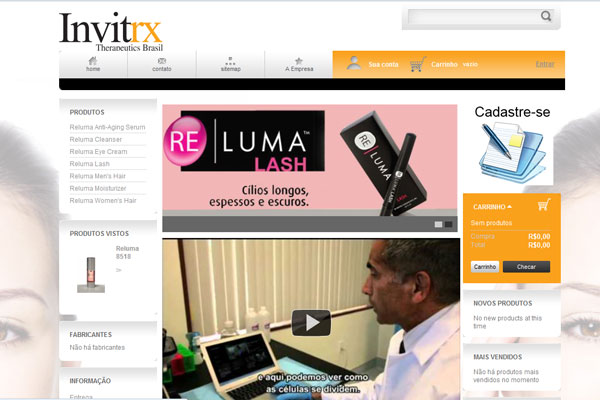 Invitrx
Therapeutics Brasil
home
contato
sitemap
A Empresa
Sua conta
Carrinho
vazio
Entrar
PRODUTOS
Reluma Anti-Aging Serum
Reluma Cleanser
Reluma Eye Cream
Reluma Lash
Reluma Men's Hair
Reluma Moisturizer
Reluma Women's Hair
PRODUTOS VISTOS
Reluma
8518
>>
FABRICANTES
Não há fabricantes
INFORMAÇÃO
Entrega
RE LUMA™
LASH
Cílios longos,
espessos e escuros.
RE LUMA
LASH
e aqui podemos ver como
as células se dividem.
Cadastre-se
CARRINHO
Sem produtos
Compra R$0,00
Total R$0,00
Carrinho
Checar
NOVOS PRODUTOS
No new products at this
time
MAIS VENDIDOS
Não há produtos
mais vendidos no momento